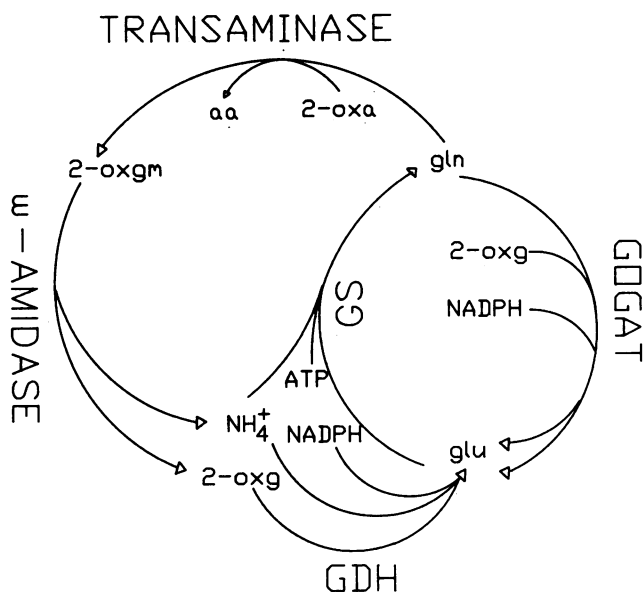 TRANSAMINASE
aa
2-oxa
2-oxgm
gln
ω-AMIDASE
2-oxg
GOGAT
NADPH
GS
ATP
NH4+
NADPH
glu
2-oxg
GDH